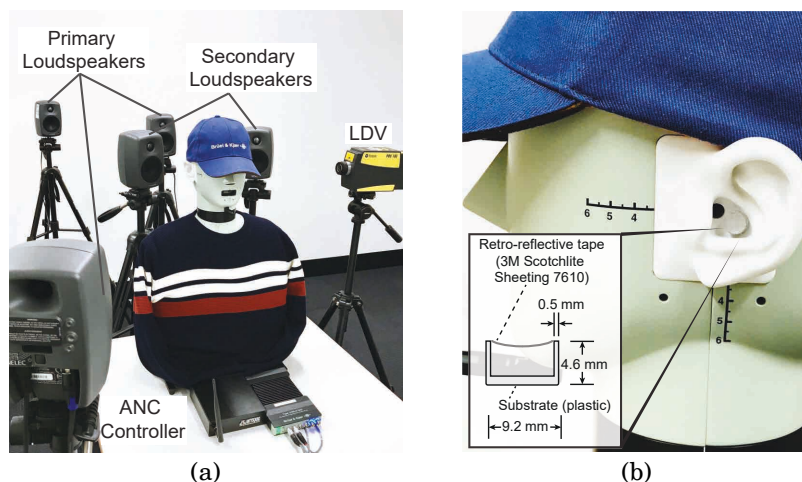 Primary
Loudspeakers
Secondary
Loudspeakers
LDV
Brüel & Kjær
ANC
Controller
(a)
6 5 4
Retro-reflective tape
(3M Scotchlite
Sheeting 7610)
0.5 mm
4.6 mm
Substrate (plastic)
9.2 mm
4
5
6
(b)